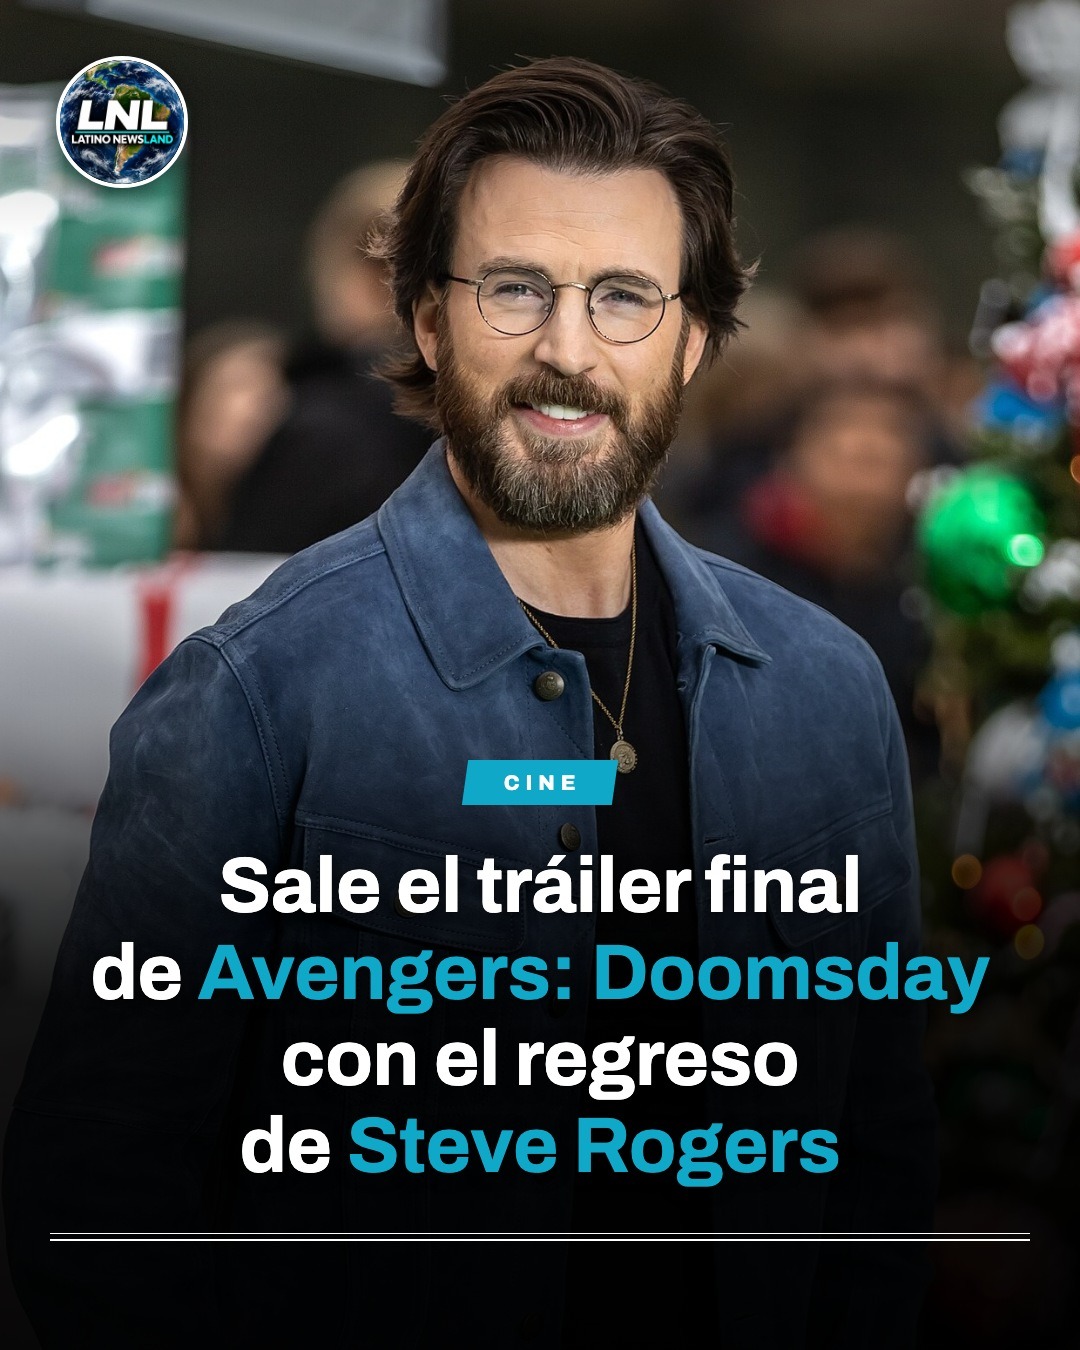 LNL
LATINO NEWSLAND
CINE
Sale el tráiler final
de Avengers: Doomsday
con el regreso
de Steve Rogers